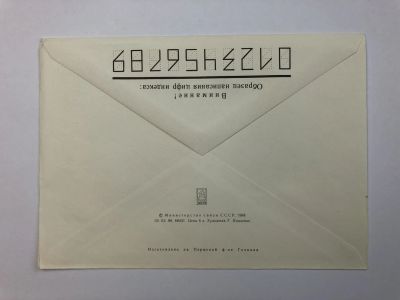 Внимание!
Образец написания цифр индекса:
0123456789
© Министерство связи СССР, 1988
Изготовлено на Пермской ф-ке Гознака